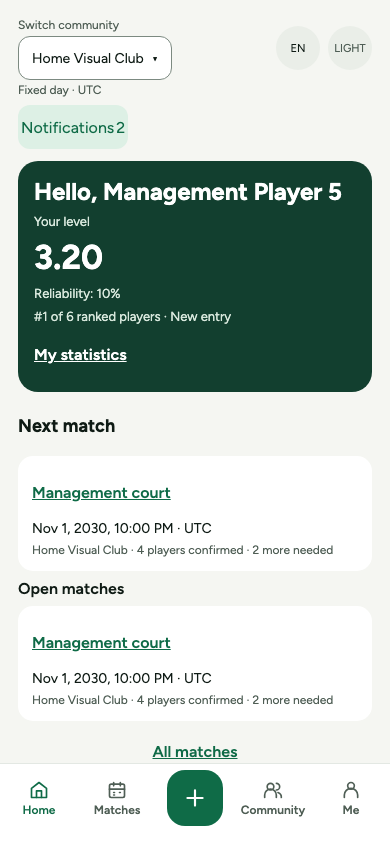 Switch community
Home Visual Club ▾
EN
LIGHT
Fixed day · UTC
Notifications 2
Hello, Management Player 5
Your level
3.20
Reliability: 10%
#1 of 6 ranked players · New entry
My statistics
Next match
Management court
Nov 1, 2030, 10:00 PM · UTC
Home Visual Club · 4 players confirmed · 2 more needed
Open matches
Management court
Nov 1, 2030, 10:00 PM · UTC
Home Visual Club · 4 players confirmed · 2 more needed
All matches
Home
Matches
Community
Me